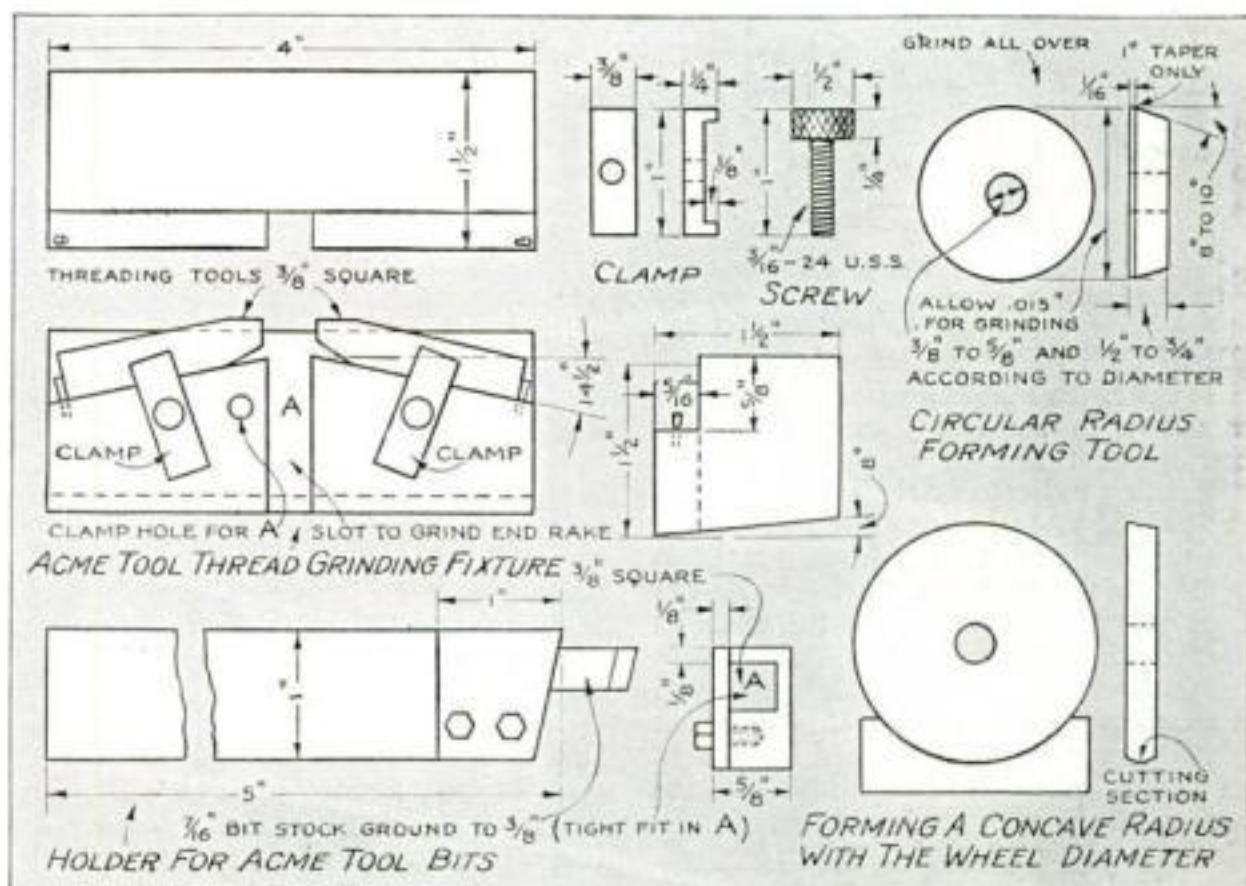 4"
1 1/2"
THREADING TOOLS 3/8" SQUARE
3/8"
1/4"
1"
3/8"
CLAMP
1/2"
1"
1/8"
3/16"-24 U.S.S.
SCREW
GRIND ALL OVER
1° TAPER
ONLY
1/16"
8° TO 10°
ALLOW .015"
FOR GRINDING
3/8" TO 5/8" AND 1/2" TO 3/4"
ACCORDING TO DIAMETER
CIRCULAR RADIUS
FORMING TOOL
A
14 1/2°
CLAMP
CLAMP
CLAMP HOLE FOR A
SLOT TO GRIND END RAKE
ACME TOOL THREAD GRINDING FIXTURE
1 1/2"
5/16"
5/8"
1 1/2"
8°
3/8" SQUARE
1"
1"
5"
1/8"
1/8"
A
5/8"
7/16" BIT STOCK GROUND TO 3/8" (TIGHT FIT IN A)
HOLDER FOR ACME TOOL BITS
CUTTING
SECTION
FORMING A CONCAVE RADIUS
WITH THE WHEEL DIAMETER